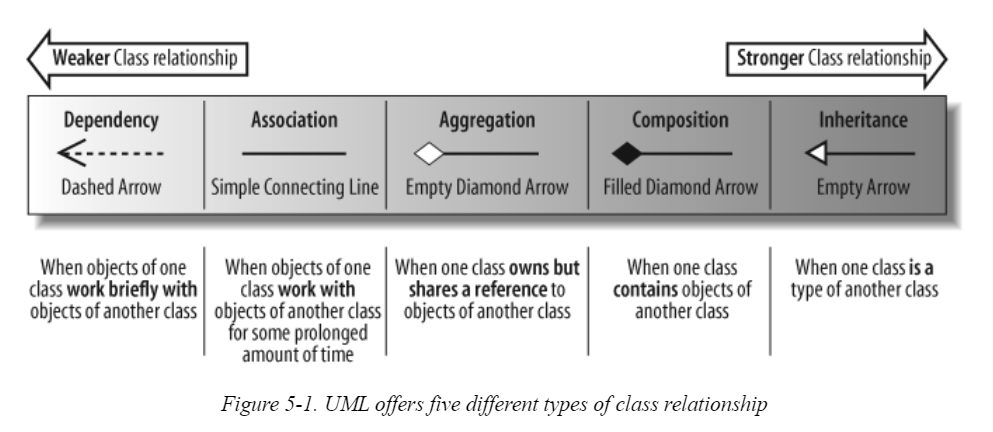 Weaker Class relationship
Stronger Class relationship
Dependency
Dashed Arrow
Association
Simple Connecting Line
Aggregation
Empty Diamond Arrow
Composition
Filled Diamond Arrow
Inheritance
Empty Arrow
When objects of one
class work briefly with
objects of another class
When objects of one
class work with
objects of another class
for some prolonged
amount of time
When one class owns but
shares a reference to
objects of another class
When one class
contains objects of
another class
When one class is a
type of another class
Figure 5-1. UML offers five different types of class relationship